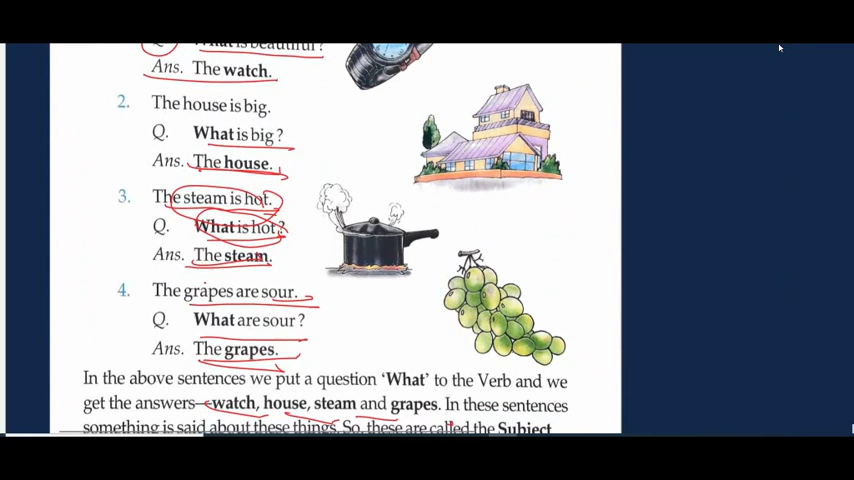 What is beautiful?
Ans. The watch.
2. The house is big.
Q. What is big?
Ans. The house.
3. The steam is hot.
Q. What is hot?
Ans. The steam.
4. The grapes are sour.
Q. What are sour?
Ans. The grapes.
In the above sentences we put a question 'What' to the Verb and we
get the answers—watch, house, steam and grapes. In these sentences
something is said about these things. So, these are called the Subject